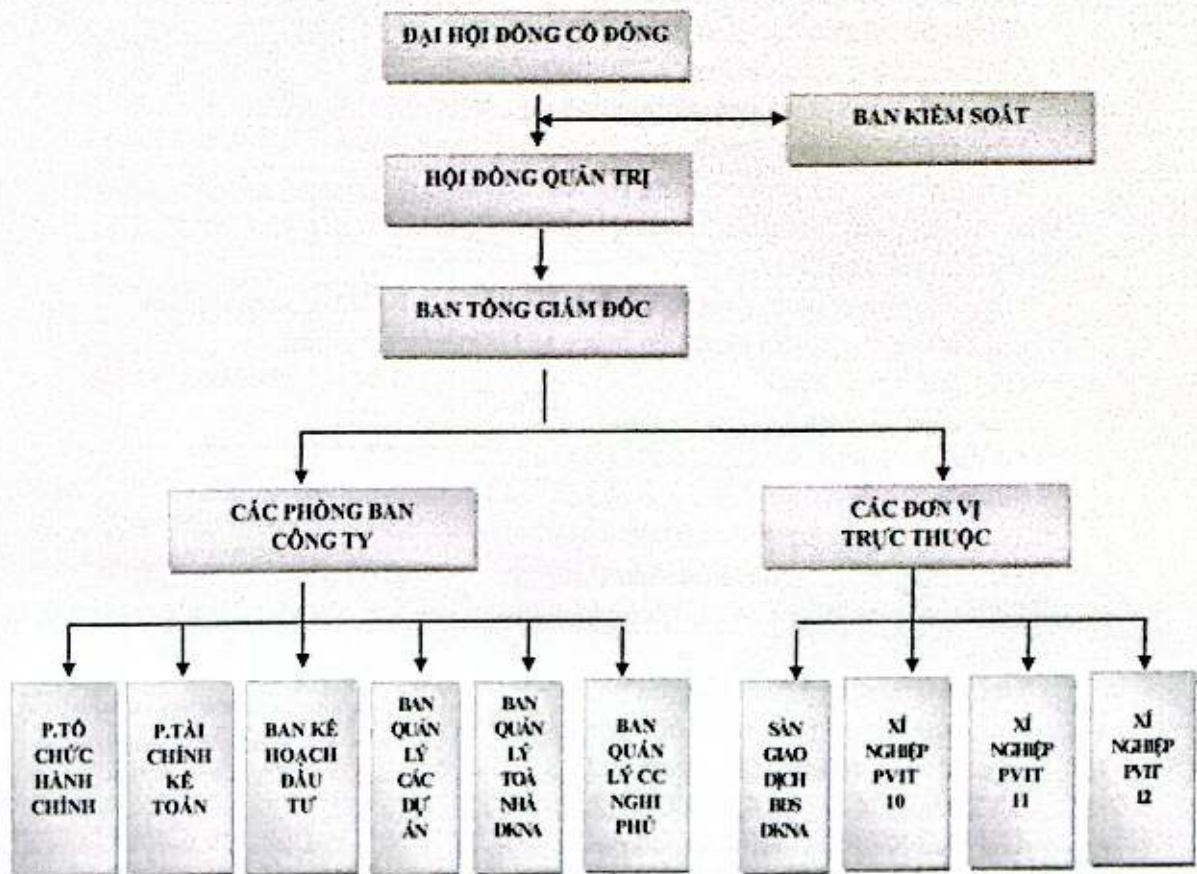 ĐẠI HỘI ĐỒNG CỔ ĐÔNG
BAN KIỂM SOÁT
HỘI ĐỒNG QUẢN TRỊ
BAN TỔNG GIÁM ĐỐC
CÁC PHÒNG BAN
CÔNG TY
CÁC ĐƠN VỊ
TRỰC THUỘC
P.TỔ
CHỨC
HÀNH
CHÍNH
P.TÀI
CHÍNH
KẾ
TOÁN
BAN KẾ
HOẠCH
ĐẦU
TƯ
BAN
QUẢN
LÝ
CÁC
DỰ
ÁN
BAN
QUẢN
LÝ
TOÀ
NHÀ
DKNA
BAN
QUẢN
LÝ CC
NGHI
PHÚ
SÀN
GIAO
DỊCH
BĐS
DKNA
XÍ
NGHIỆP
PVIT
10
XÍ
NGHIỆP
PVIT
11
XÍ
NGHIỆP
PVIT
12